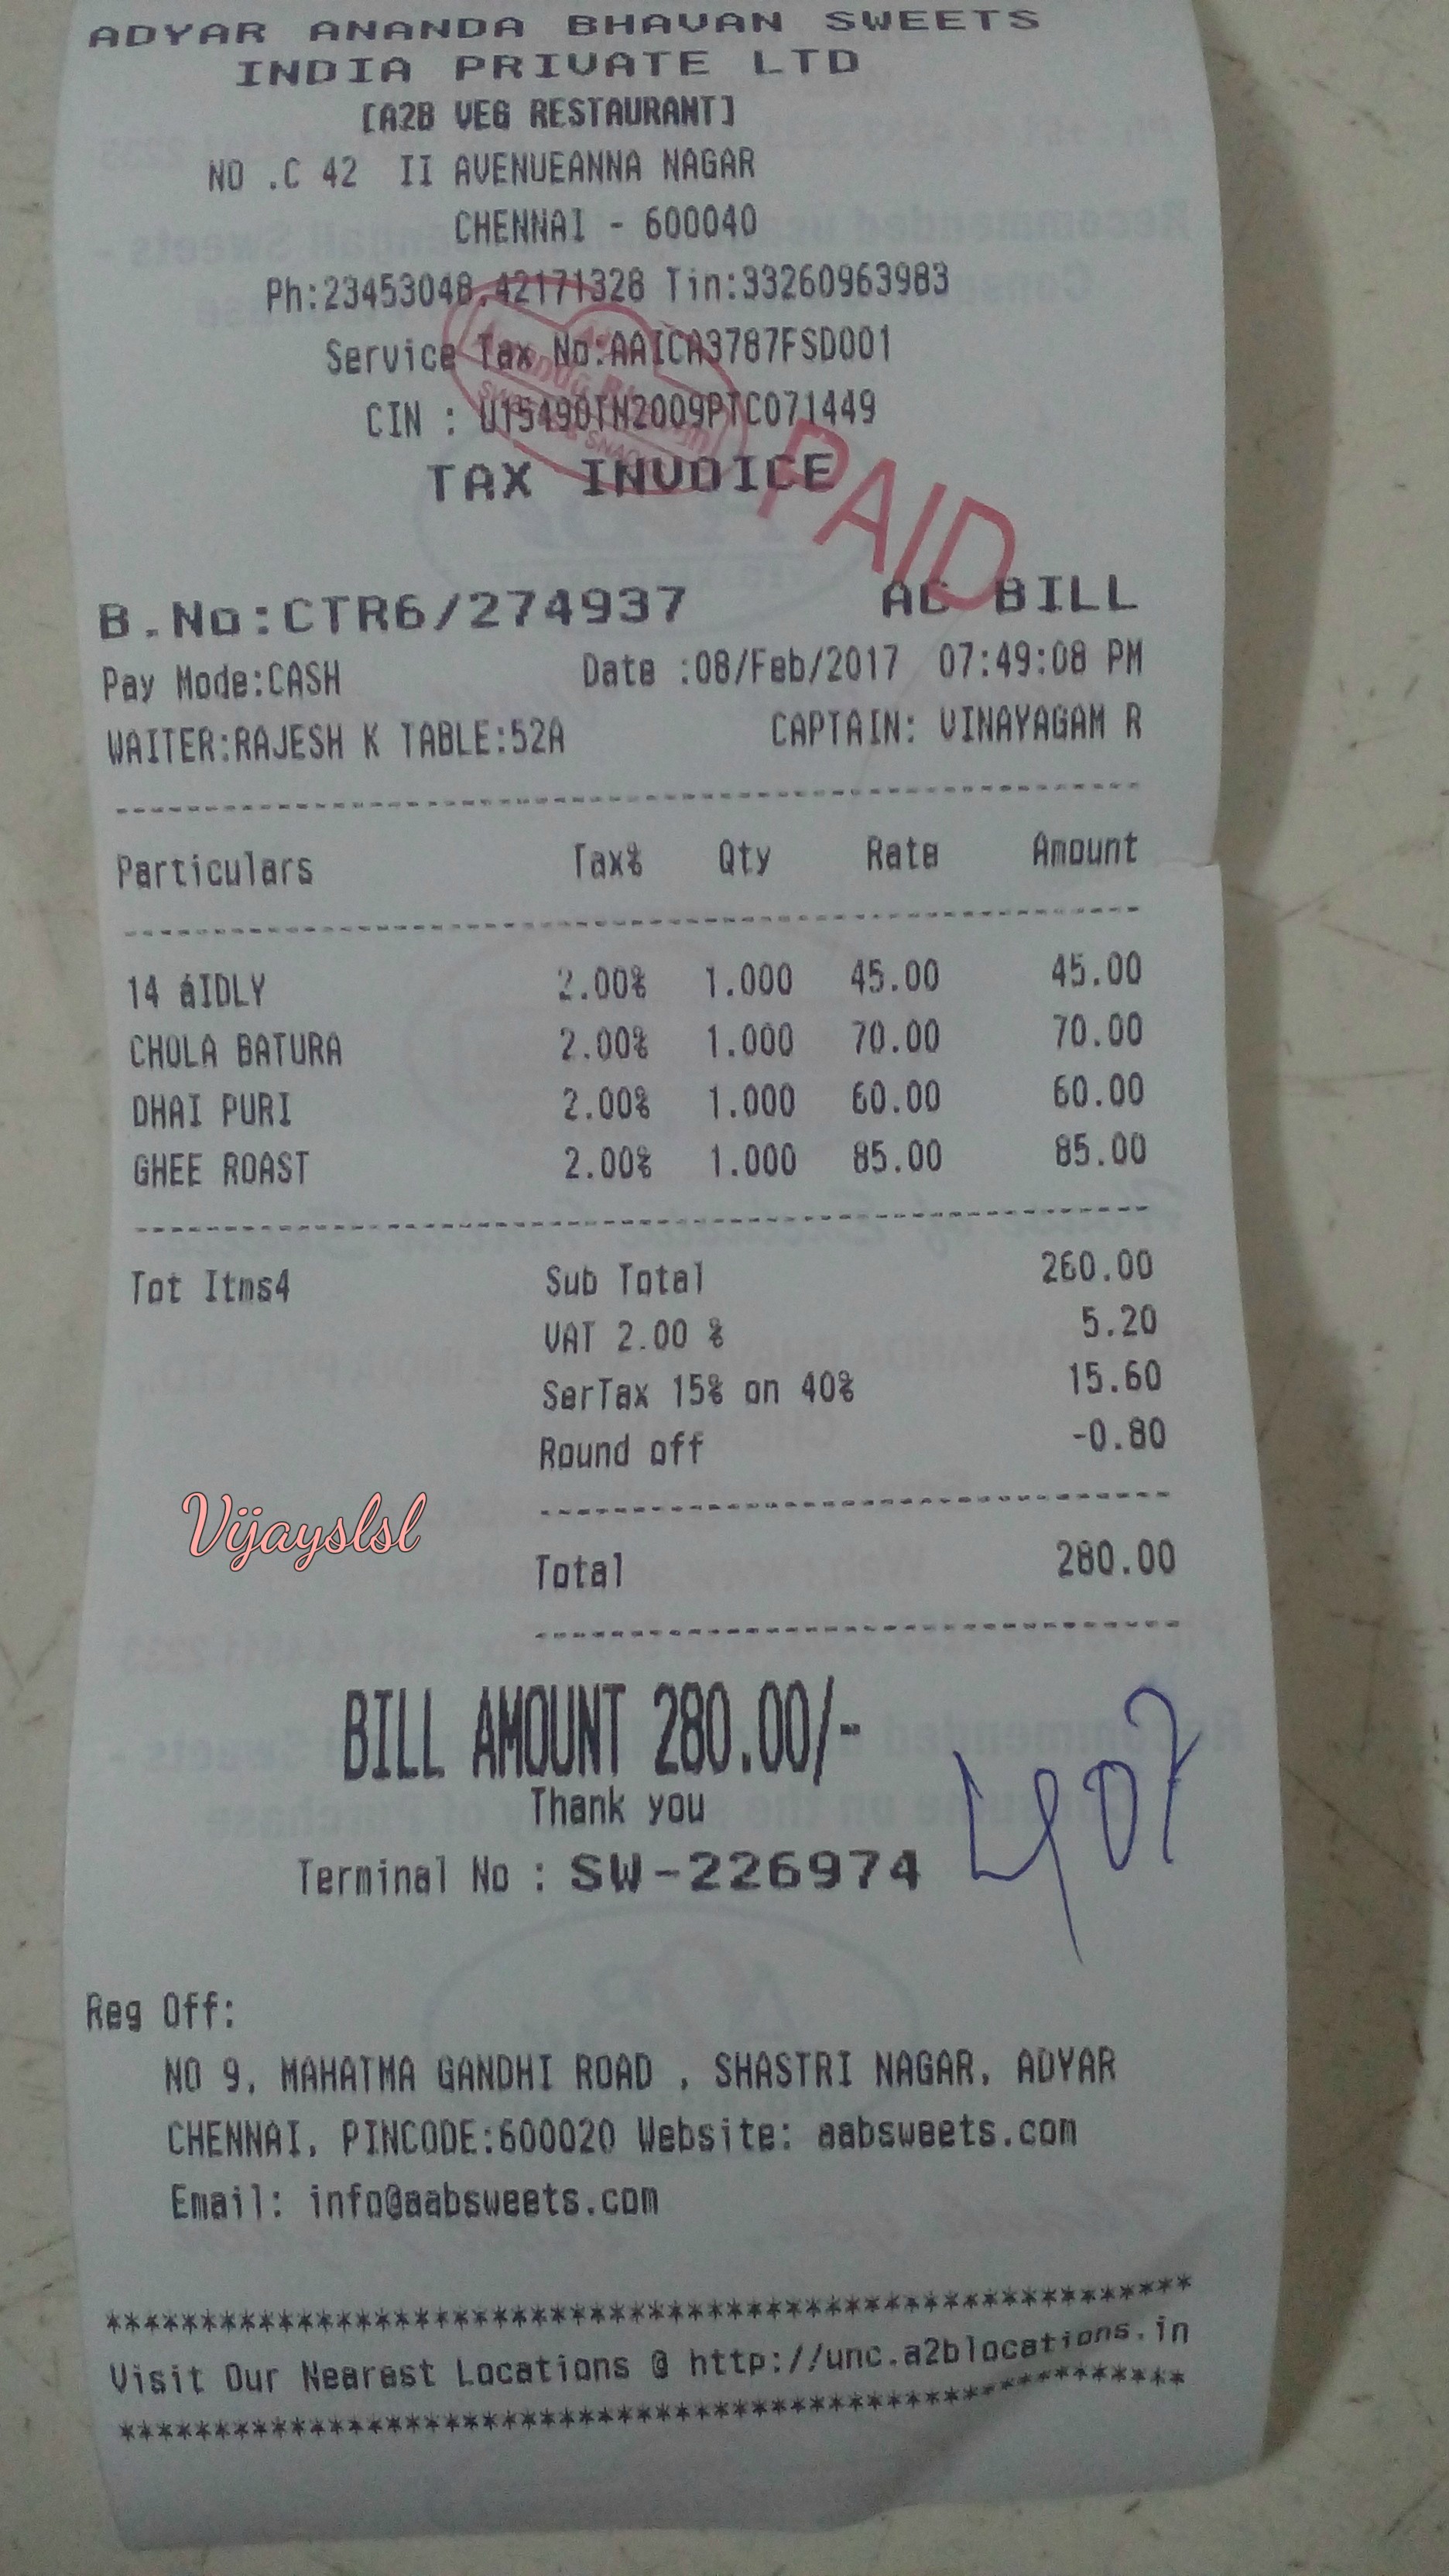 ADYAR ANANDA BHAVAN SWEETS
INDIA PRIVATE LTD
[A2B VEG RESTAURANT]
NO .C 42 II AVENUEANNA NAGAR
CHENNAI - 600040
Ph:23453048,42171328 Tin:33260963983
Service Tax No:AAICA3787FSD001
CIN : U15490TN2009PTC071449
TAX INVOICE
PAID
B.No:CTR6/274937 AC BILL
Pay Mode:CASH Date :08/Feb/2017 07:49:08 PM
WAITER:RAJESH K TABLE:52A CAPTAIN: VINAYAGAM R
Particulars Tax% Qty Rate Amount
14 áIDLY 2.00% 1.000 45.00 45.00
CHOLA BATURA 2.00% 1.000 70.00 70.00
DHAI PURI 2.00% 1.000 60.00 60.00
GHEE ROAST 2.00% 1.000 85.00 85.00
Tot Itms4 Sub Total 260.00
VAT 2.00 % 5.20
SerTax 15% on 40% 15.60
Round off -0.80
Vijayslsl
Total 280.00
BILL AMOUNT 280.00/-
Thank you
Terminal No : SW-226974
Reg Off:
NO 9, MAHATMA GANDHI ROAD , SHASTRI NAGAR, ADYAR
CHENNAI, PINCODE:600020 Website: aabsweets.com
Email: info@aabsweets.com
*********************************************************
Visit Our Nearest Locations @ http://unc.a2blocations.in
*********************************************************